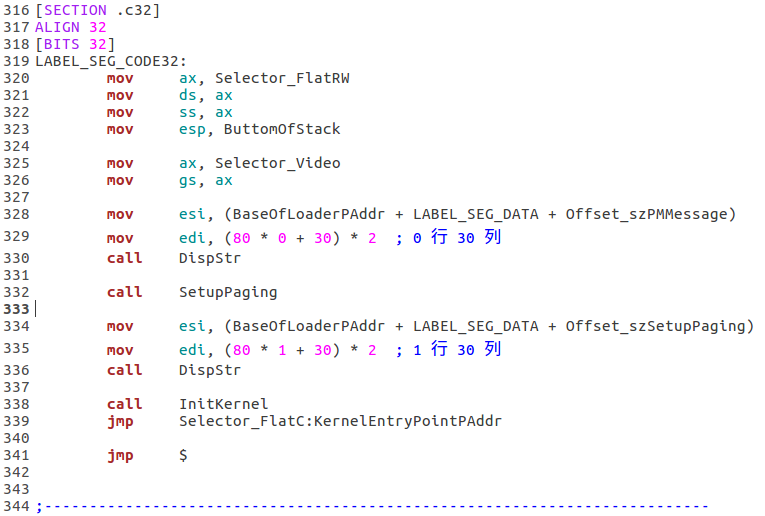 316 [SECTION .c32]
317 ALIGN 32
318 [BITS 32]
319 LABEL_SEG_CODE32:
320 mov ax, Selector_FlatRW
321 mov ds, ax
322 mov ss, ax
323 mov esp, ButtomOfStack
324
325 mov ax, Selector_Video
326 mov gs, ax
327
328 mov esi, (BaseOfLoaderPAddr + LABEL_SEG_DATA + Offset_szPMMessage)
329 mov edi, (80 * 0 + 30) * 2 ; 0 行 30 列
330 call DispStr
331
332 call SetupPaging
333
334 mov esi, (BaseOfLoaderPAddr + LABEL_SEG_DATA + Offset_szSetupPaging)
335 mov edi, (80 * 1 + 30) * 2 ; 1 行 30 列
336 call DispStr
337
338 call InitKernel
339 jmp Selector_FlatC:KernelEntryPointPAddr
340
341 jmp $
342
343
344 ;--------------------------------------------------------------------------